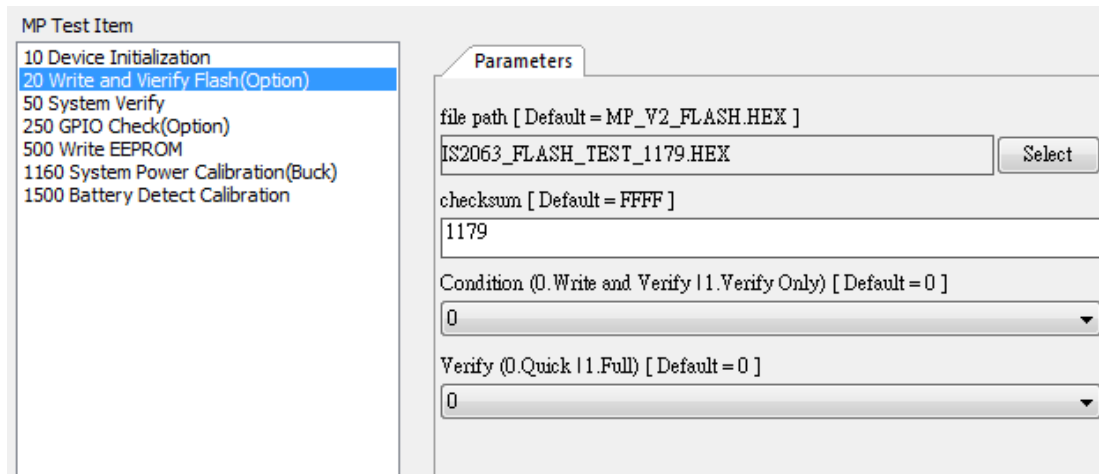 MP Test Item
10 Device Initialization
20 Write and Vierify Flash(Option)
50 System Verify
250 GPIO Check(Option)
500 Write EEPROM
1160 System Power Calibration(Buck)
1500 Battery Detect Calibration
Parameters
file path [ Default = MP_V2_FLASH.HEX ]
IS2063_FLASH_TEST_1179.HEX
Select
checksum [ Default = FFFF ]
1179
Condition (0.Write and Verify | 1.Verify Only) [ Default = 0 ]
0
Verify (0.Quick | 1.Full) [ Default = 0 ]
0